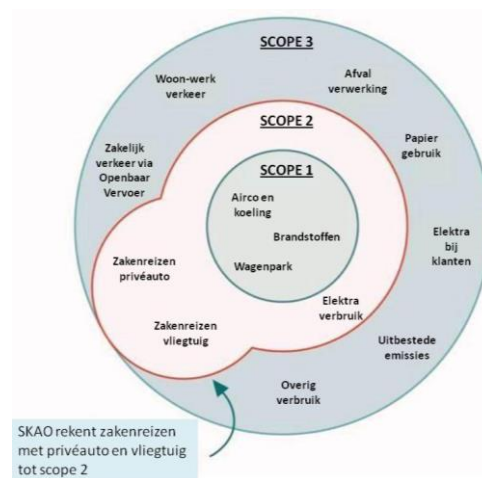 SCOPE 3
Woon-werk
verkeer
Afval
verwerking
SCOPE 2
Papier
gebruik
Zakelijk
verkeer via
Openbaar
Vervoer
SCOPE 1
Airco en
koeling
Brandstoffen
Wagenpark
Elektra
bij
klanten
Zakenreizen
privéauto
Elektra
verbruik
Zakenreizen
vliegtuig
Uitbestede
emissies
Overig
verbruik
SKAO rekent zakenreizen
met privéauto en vliegtuig
tot scope 2